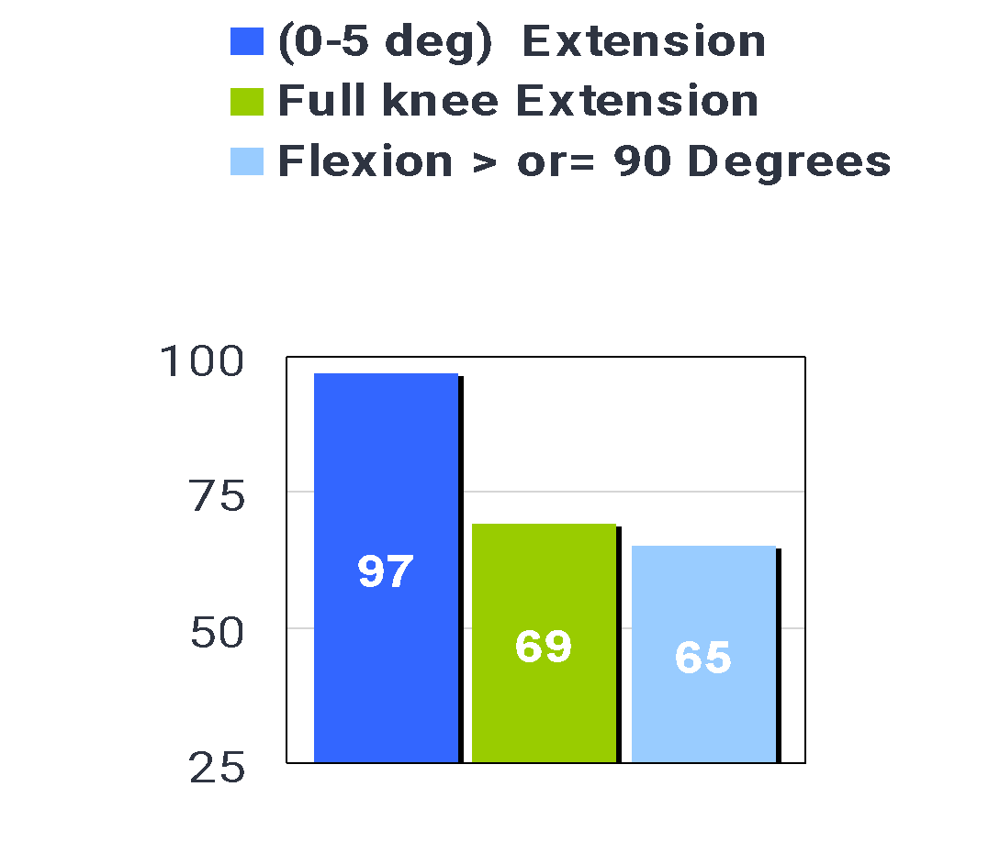 (0-5 deg) Extension
Full knee Extension
Flexion > or= 90 Degrees
100
75
50
25
97
69
65